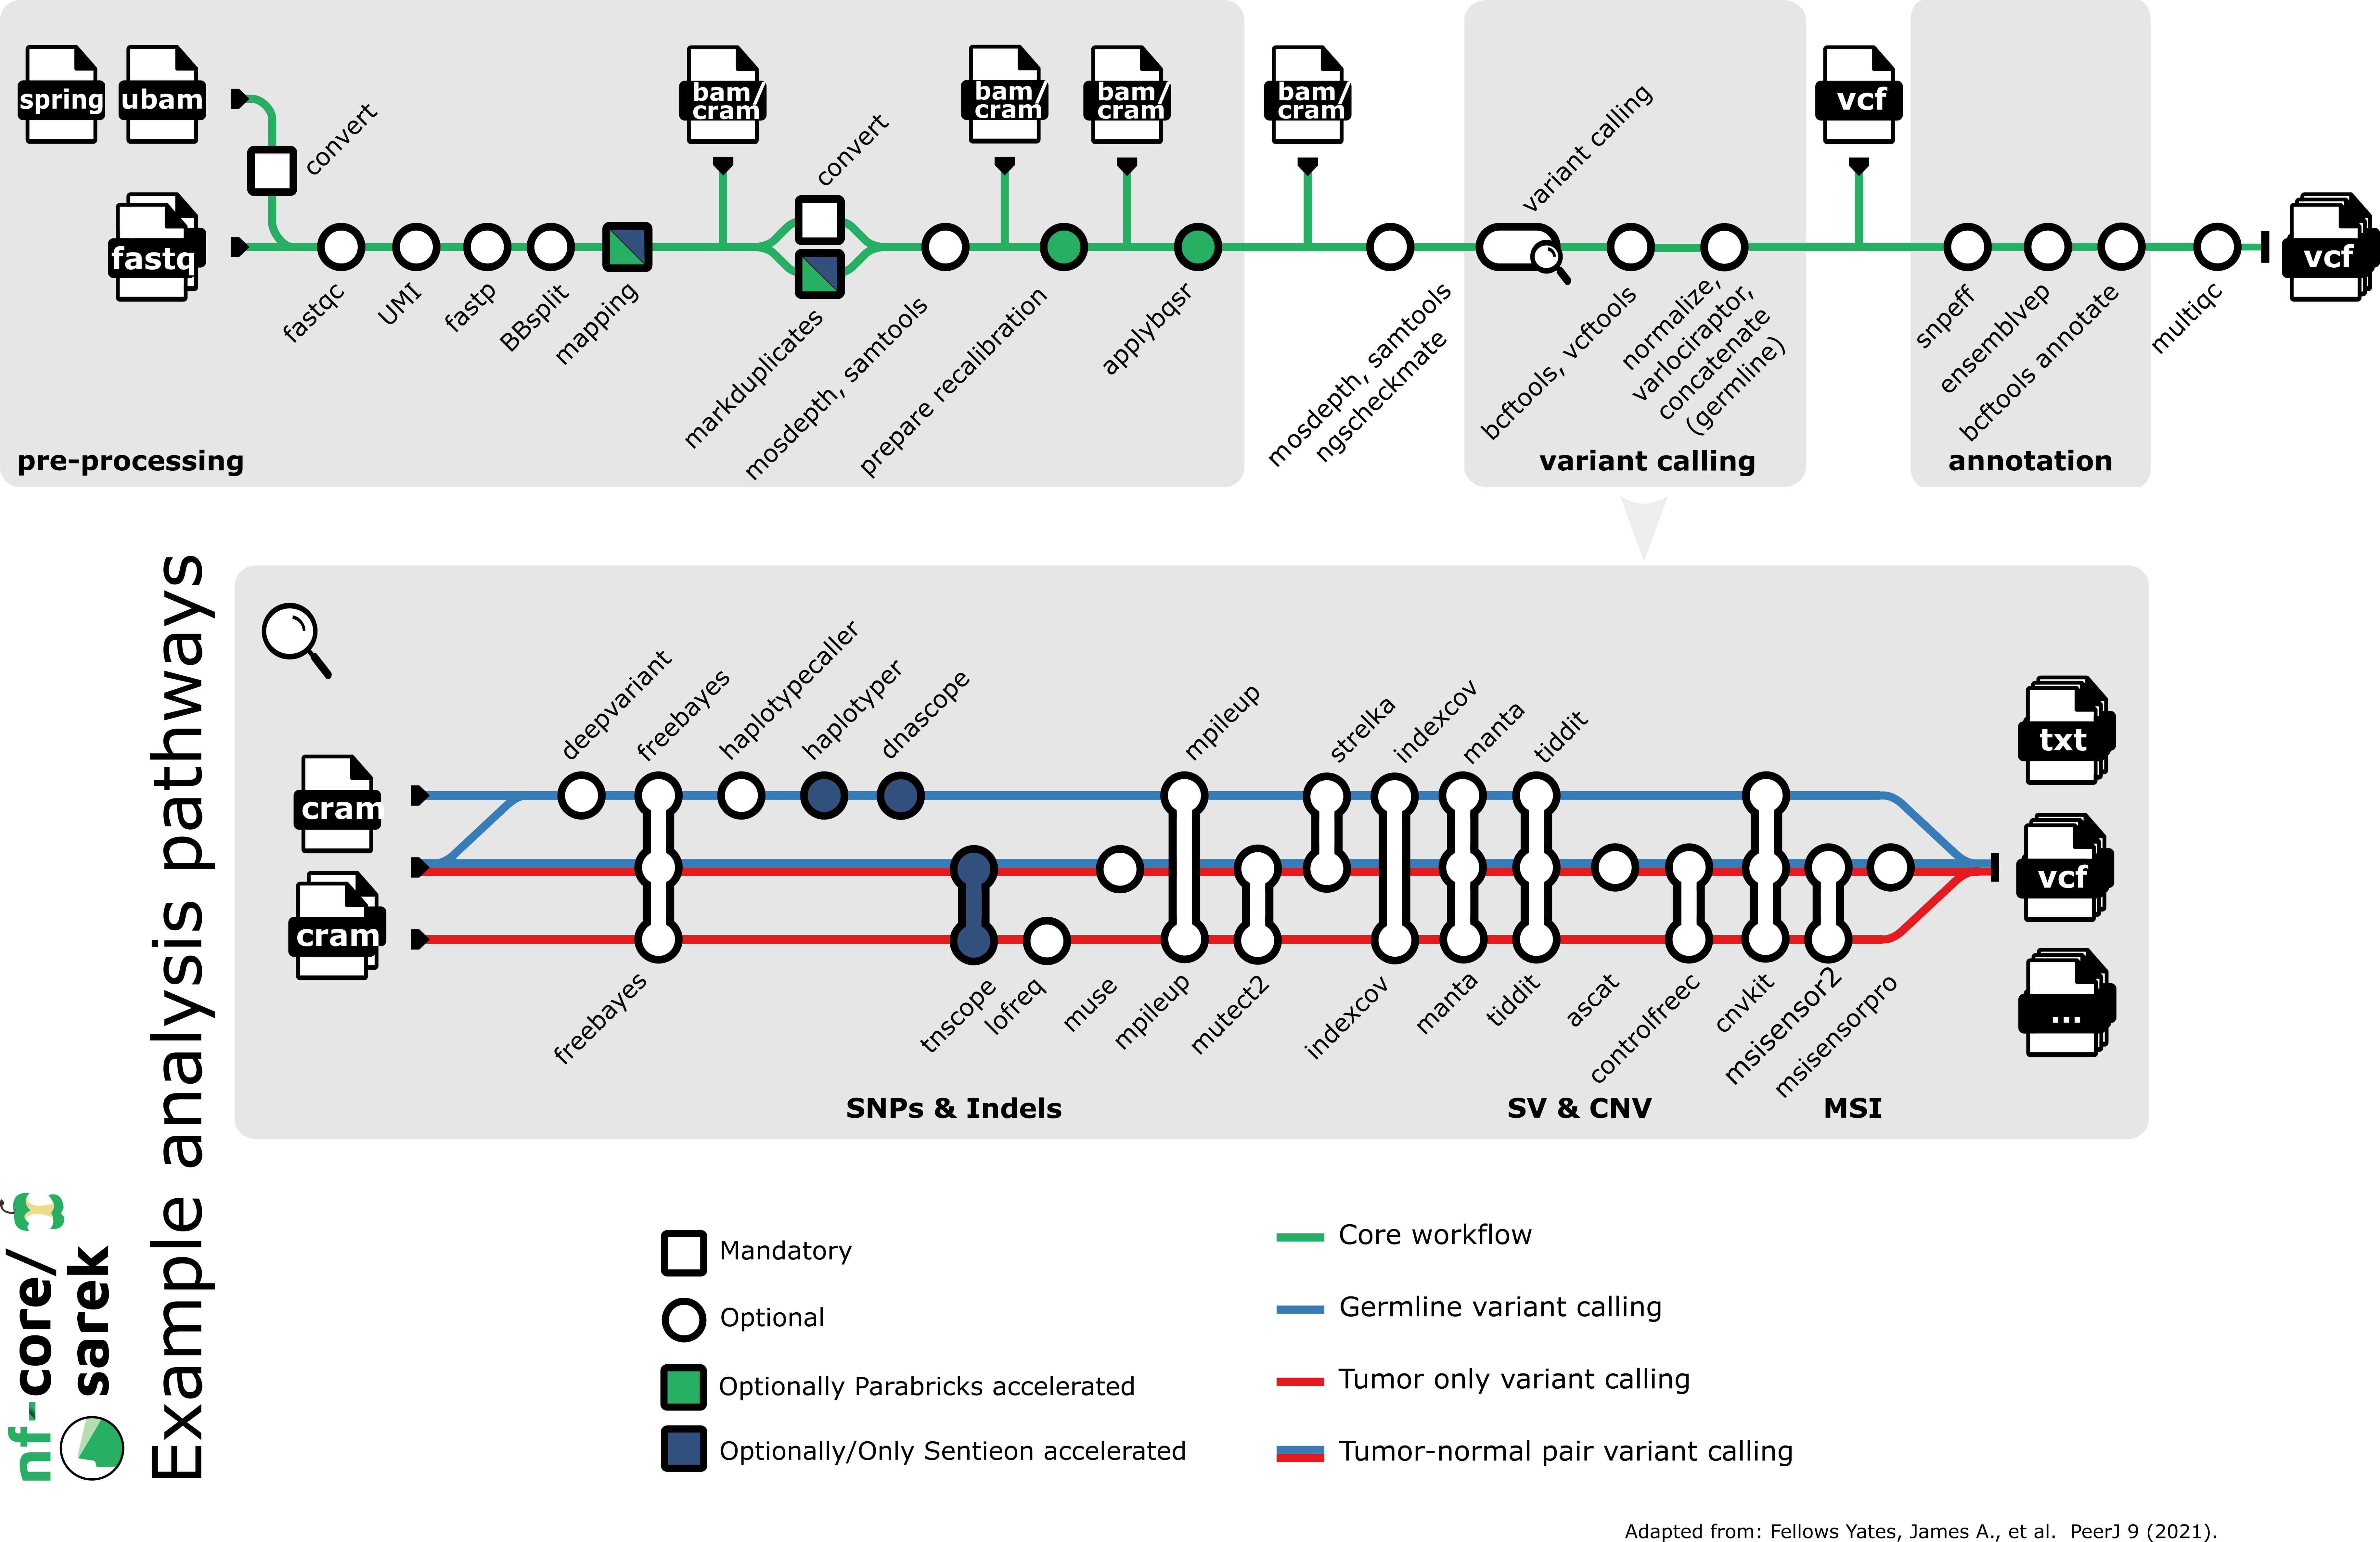 spring
ubam
convert
fastq
fastqc
UMI
fastp
BBsplit
mapping
bam/
cram
convert
markduplicates
mosdepth, samtools
bam/
cram
prepare recalibration
bam/
cram
applybqsr
pre-processing
bam/
cram
mosdepth, samtools
ngscheckmate
variant calling
bcftools, vcftools
normalize,
varlociraptor,
concatenate
(germline)
variant calling
vcf
snpeff
ensemblvep
bcftools annotate
annotation
multiqc
vcf
Example analysis pathways
nf-core/
sarek
cram
cram
deepvariant
freebayes
haplotypecaller
haplotyper
dnascope
mpileup
strelka
indexcov
manta
tiddit
freebayes
tnscope
lofreq
muse
mpileup
mutect2
indexcov
manta
tiddit
ascat
controlfreec
cnvkit
msisensor2
msisensorpro
SNPs & Indels
SV & CNV
MSI
txt
vcf
...
Mandatory
Optional
Optionally Parabricks accelerated
Optionally/Only Sentieon accelerated
Core workflow
Germline variant calling
Tumor only variant calling
Tumor-normal pair variant calling
Adapted from: Fellows Yates, James A., et al. PeerJ 9 (2021).